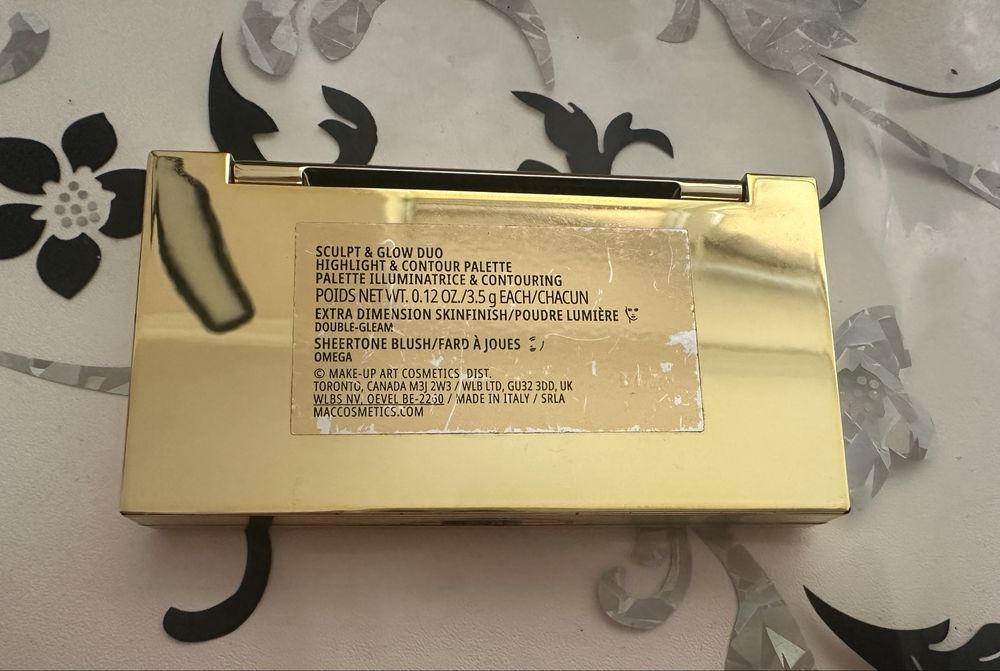 SCULPT & GLOW DUO
HIGHLIGHT & CONTOUR PALETTE
PALETTE ILLUMINATRICE & CONTOURING
POIDS NET WT. 0.12 OZ./3.5 g EACH/CHACUN
EXTRA DIMENSION SKINFINISH/POUDRE LUMIÈRE
DOUBLE-GLEAM
SHEERTONE BLUSH/FARD À JOUES
OMEGA
© MAKE-UP ART COSMETICS DIST.
TORONTO, CANADA M3J 2W3 / WLB LTD, GU32 3DD, UK
WLBS NV, OEVEL BE-2260 / MADE IN ITALY / SRLA
MACCOSMETICS.COM